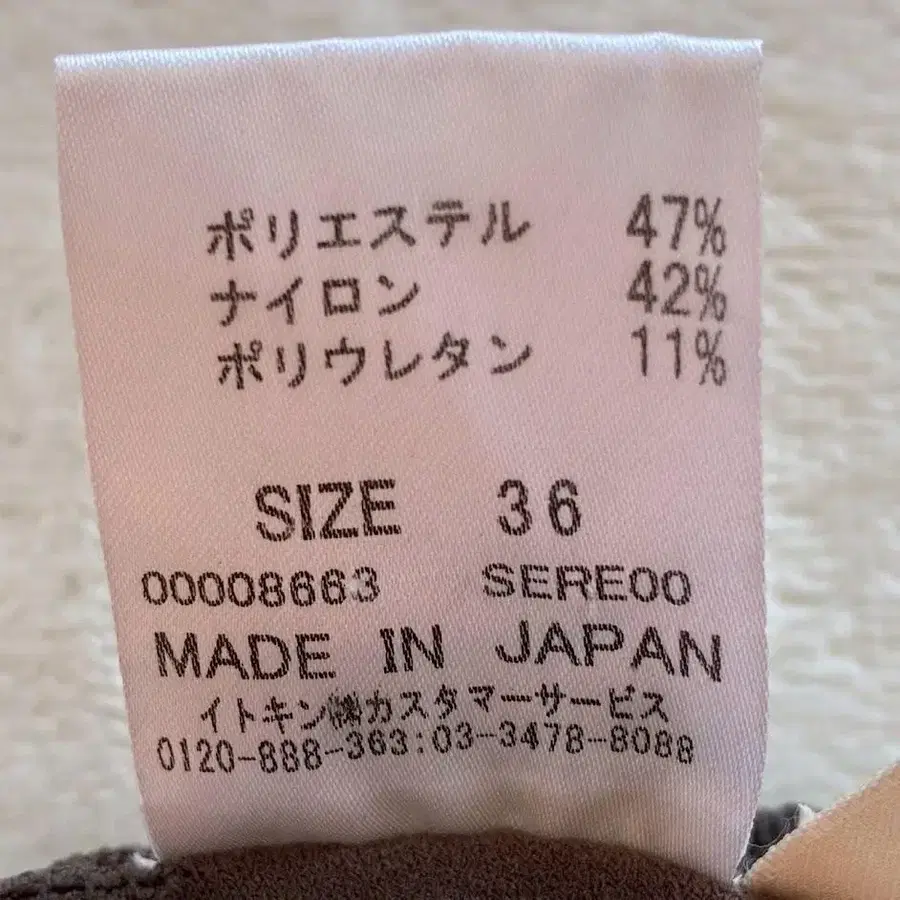 ポリエステル 47%
ナイロン 42%
ポリウレタン 11%
SIZE 36
00008663 SERE00
MADE IN JAPAN
イトキン㈱カスタマーサービス
0120-888-363:03-3478-8088